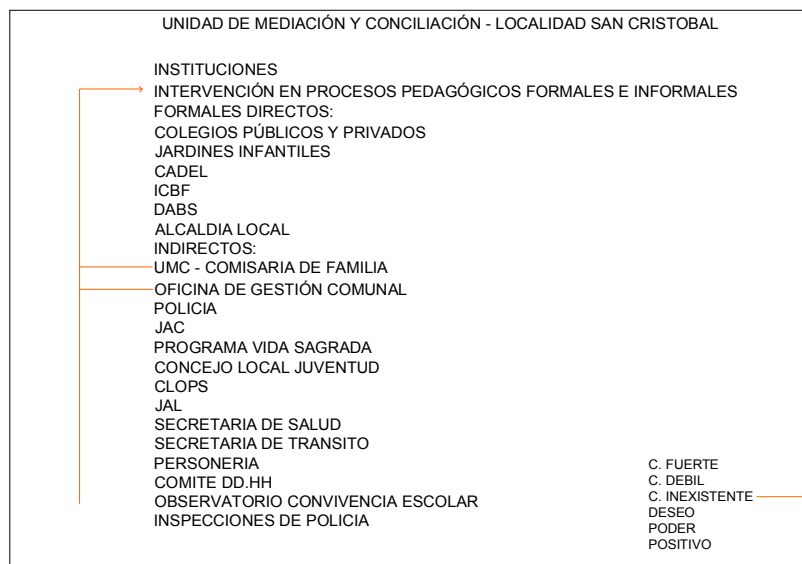 UNIDAD DE MEDIACIÓN Y CONCILIACIÓN - LOCALIDAD SAN CRISTOBAL
INSTITUCIONES
INTERVENCIÓN EN PROCESOS PEDAGÓGICOS FORMALES E INFORMALES
FORMALES DIRECTOS:
COLEGIOS PÚBLICOS Y PRIVADOS
JARDINES INFANTILES
CADEL
ICBF
DABS
ALCALDIA LOCAL
INDIRECTOS:
UMC - COMISARIA DE FAMILIA
OFICINA DE GESTIÓN COMUNAL
POLICIA
JAC
PROGRAMA VIDA SAGRADA
CONCEJO LOCAL JUVENTUD
CLOPS
JAL
SECRETARIA DE SALUD
SECRETARIA DE TRANSITO
PERSONERIA
COMITE DD.HH
OBSERVATORIO CONVIVENCIA ESCOLAR
INSPECCIONES DE POLICIA
C. FUERTE
C. DEBIL
C. INEXISTENTE
DESEO
PODER
POSITIVO